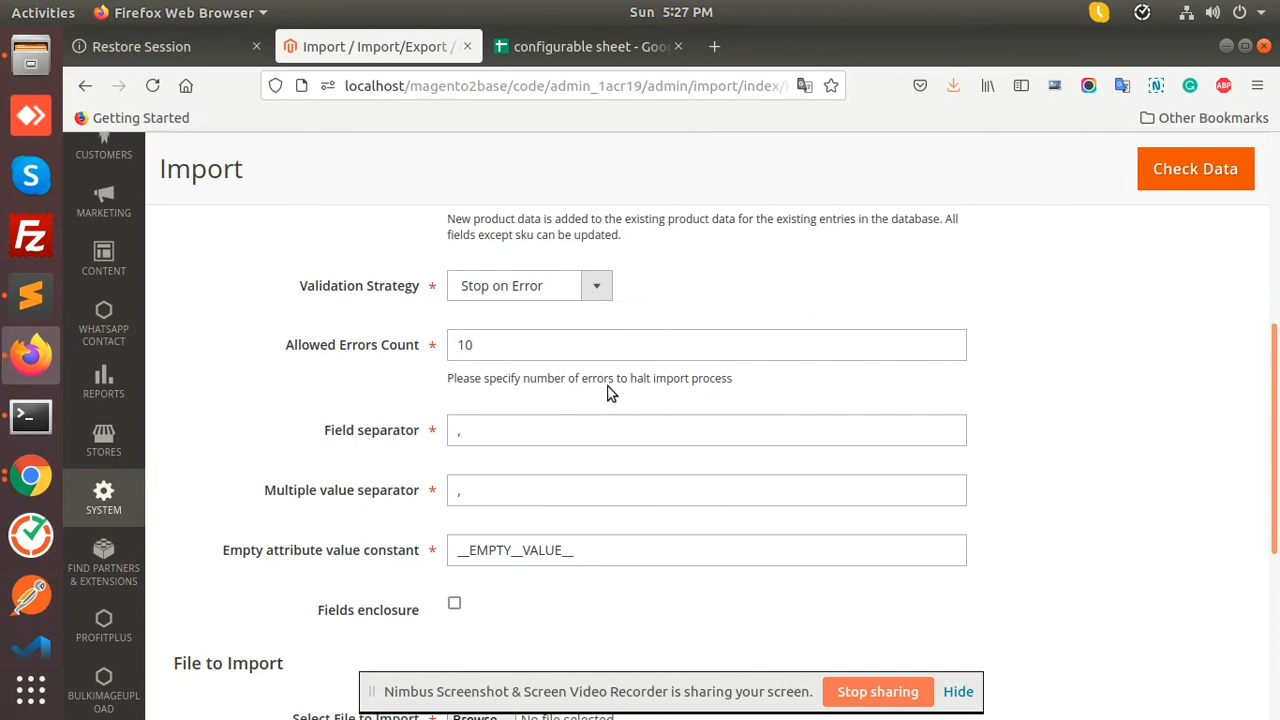 Activities
Firefox Web Browser
Sun 5:27 PM
Restore Session
Import / Import/Export /
configurable sheet - Goo
localhost/magento2base/code/admin_1acr19/admin/import/index/
ABP
Getting Started
Other Bookmarks
CUSTOMERS
MARKETING
CONTENT
WHATSAPP
CONTACT
REPORTS
STORES
SYSTEM
FIND PARTNERS
& EXTENSIONS
PROFITPLUS
BULKIMAGEUPL
OAD
Import
Check Data
New product data is added to the existing product data for the existing entries in the database. All
fields except sku can be updated.
Validation Strategy * Stop on Error
Allowed Errors Count * 10
Please specify number of errors to halt import process
Field separator * ,
Multiple value separator * ,
Empty attribute value constant * __EMPTY__VALUE__
Fields enclosure
File to Import
Nimbus Screenshot & Screen Video Recorder is sharing your screen.
Stop sharing
Hide
Select File to Import * Browse... No file selected.